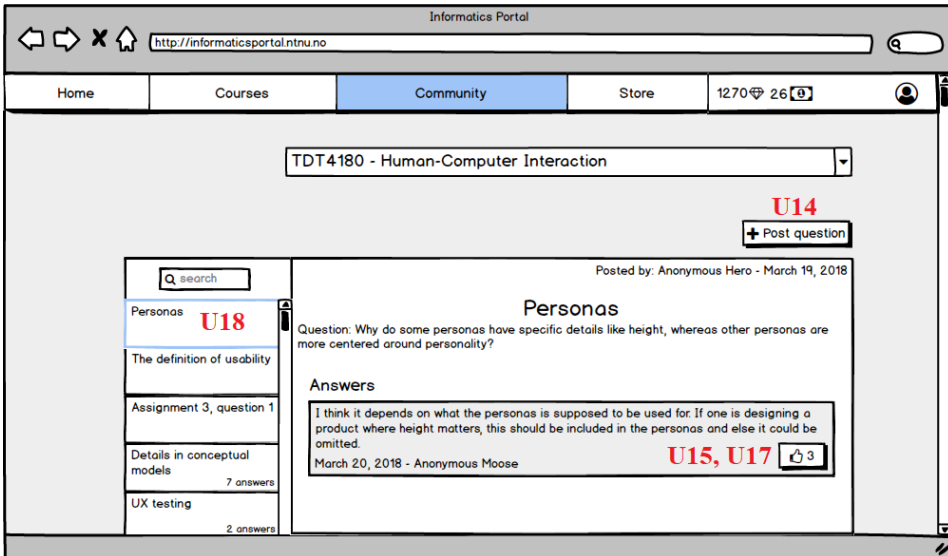 Informatics Portal
http://informaticsportal.ntnu.no
Home Courses Community Store 1270 26
TDT4180 - Human-Computer Interaction
U14
+ Post question
search
Personas
U18
The definition of usability
Assignment 3, question 1
Details in conceptual
models
7 answers
UX testing
2 answers
Posted by: Anonymous Hero - March 19, 2018
Personas
Question: Why do some personas have specific details like height, whereas other personas are
more centered around personality?
Answers
I think it depends on what the personas is supposed to be used for. If one is designing a
product where height matters, this should be included in the personas and else it could be
omitted.
March 20, 2018 - Anonymous Moose
U15, U17
3